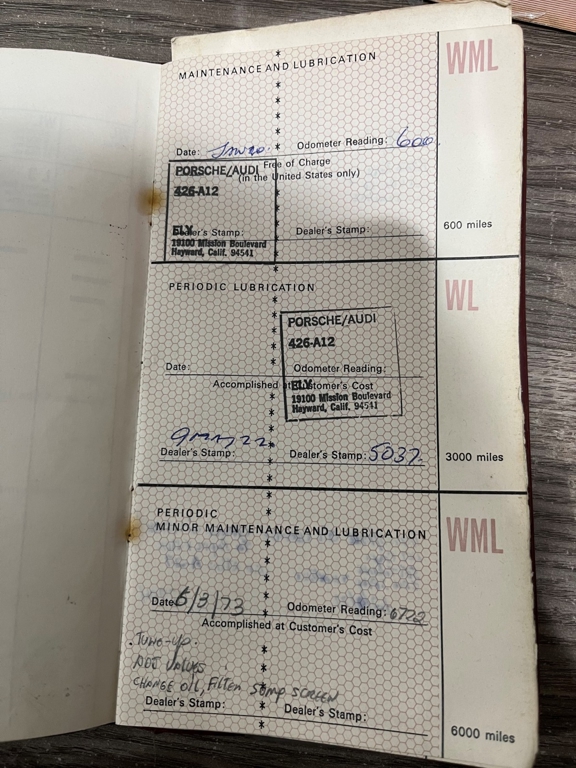 MAINTENANCE AND LUBRICATION
WML
Date:
Odometer Reading: 600
Free of Charge
(in the United States only)
PORSCHE/AUDI
426-A12
ELY
Dealer's Stamp:
Dealer's Stamp:
19100 Mission Boulevard
Hayward, Calif. 94541
600 miles
PERIODIC LUBRICATION
WL
PORSCHE/AUDI
426-A12
Date:
Odometer Reading:
Accomplished at Customer's Cost
ELY
19100 Mission Boulevard
Hayward, Calif. 94541
Dealer's Stamp:
Dealer's Stamp: 5037
3000 miles
PERIODIC
MINOR MAINTENANCE AND LUBRICATION
WML
Date: 5/3/73
Odometer Reading: 6722
Accomplished at Customer's Cost
TUNE-UP.
ADJ VALVES
CHANGE OIL, FILTER SUMP SCREEN
Dealer's Stamp:
Dealer's Stamp:
6000 miles